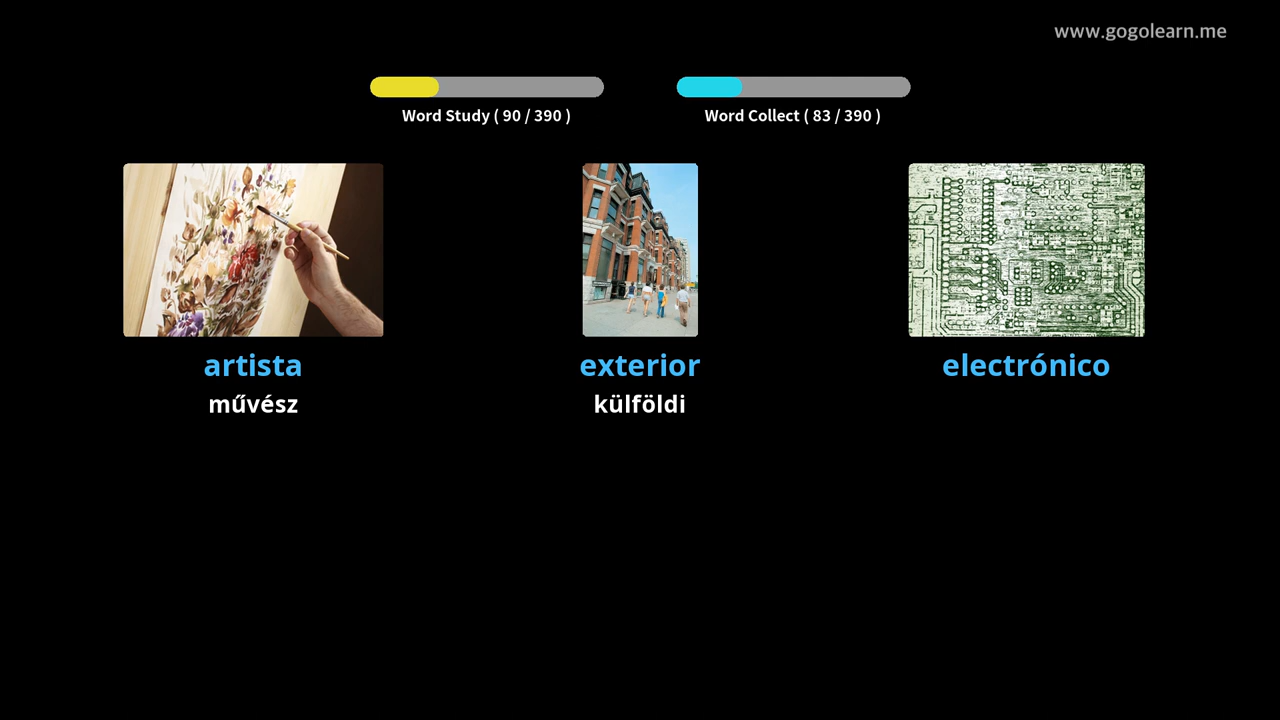 www.gogolearn.me
Word Study ( 90 / 390 )
Word Collect ( 83 / 390 )
artista
exterior
electrónico
művész
külföldi